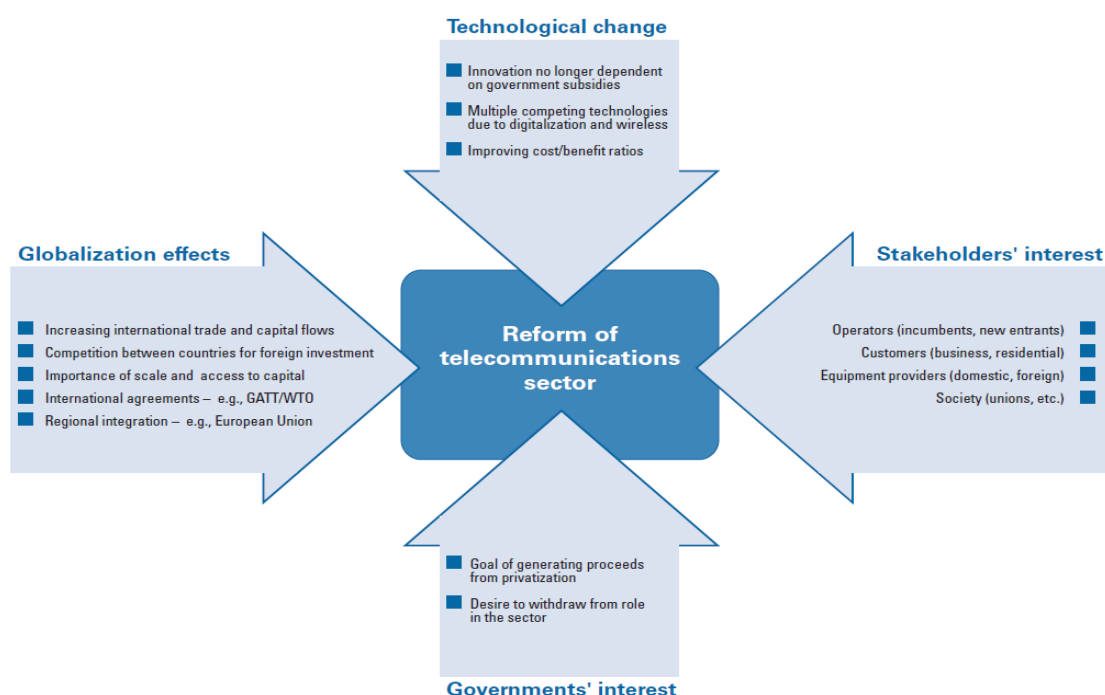 Technological change
Innovation no longer dependent
on government subsidies
Multiple competing technologies
due to digitalization and wireless
Improving cost/benefit ratios
Globalization effects
Increasing international trade and capital flows
Competition between countries for foreign investment
Importance of scale and access to capital
International agreements – e.g., GATT/WTO
Regional integration – e.g., European Union
Reform of
telecommunications
sector
Stakeholders' interest
Operators (incumbents, new entrants)
Customers (business, residential)
Equipment providers (domestic, foreign)
Society (unions, etc.)
Goal of generating proceeds
from privatization
Desire to withdraw from role
in the sector
Governments' interest